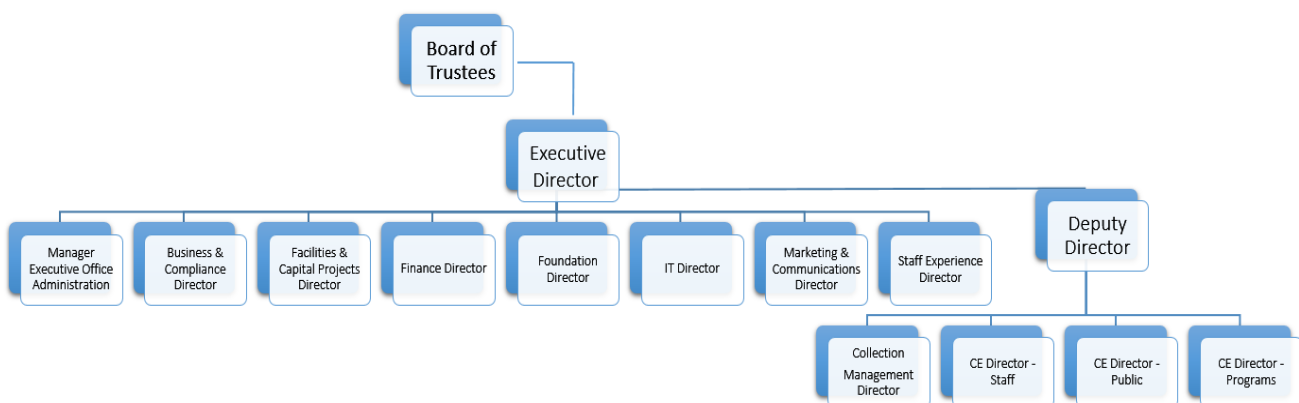 Board of
Trustees
Executive
Director
Deputy
Director
Manager
Executive Office
Administration
Business &
Compliance
Director
Facilities &
Capital Projects
Director
Finance Director
Foundation
Director
IT Director
Marketing &
Communications
Director
Staff Experience
Director
Collection
Management
Director
CE Director -
Staff
CE Director -
Public
CE Director -
Programs